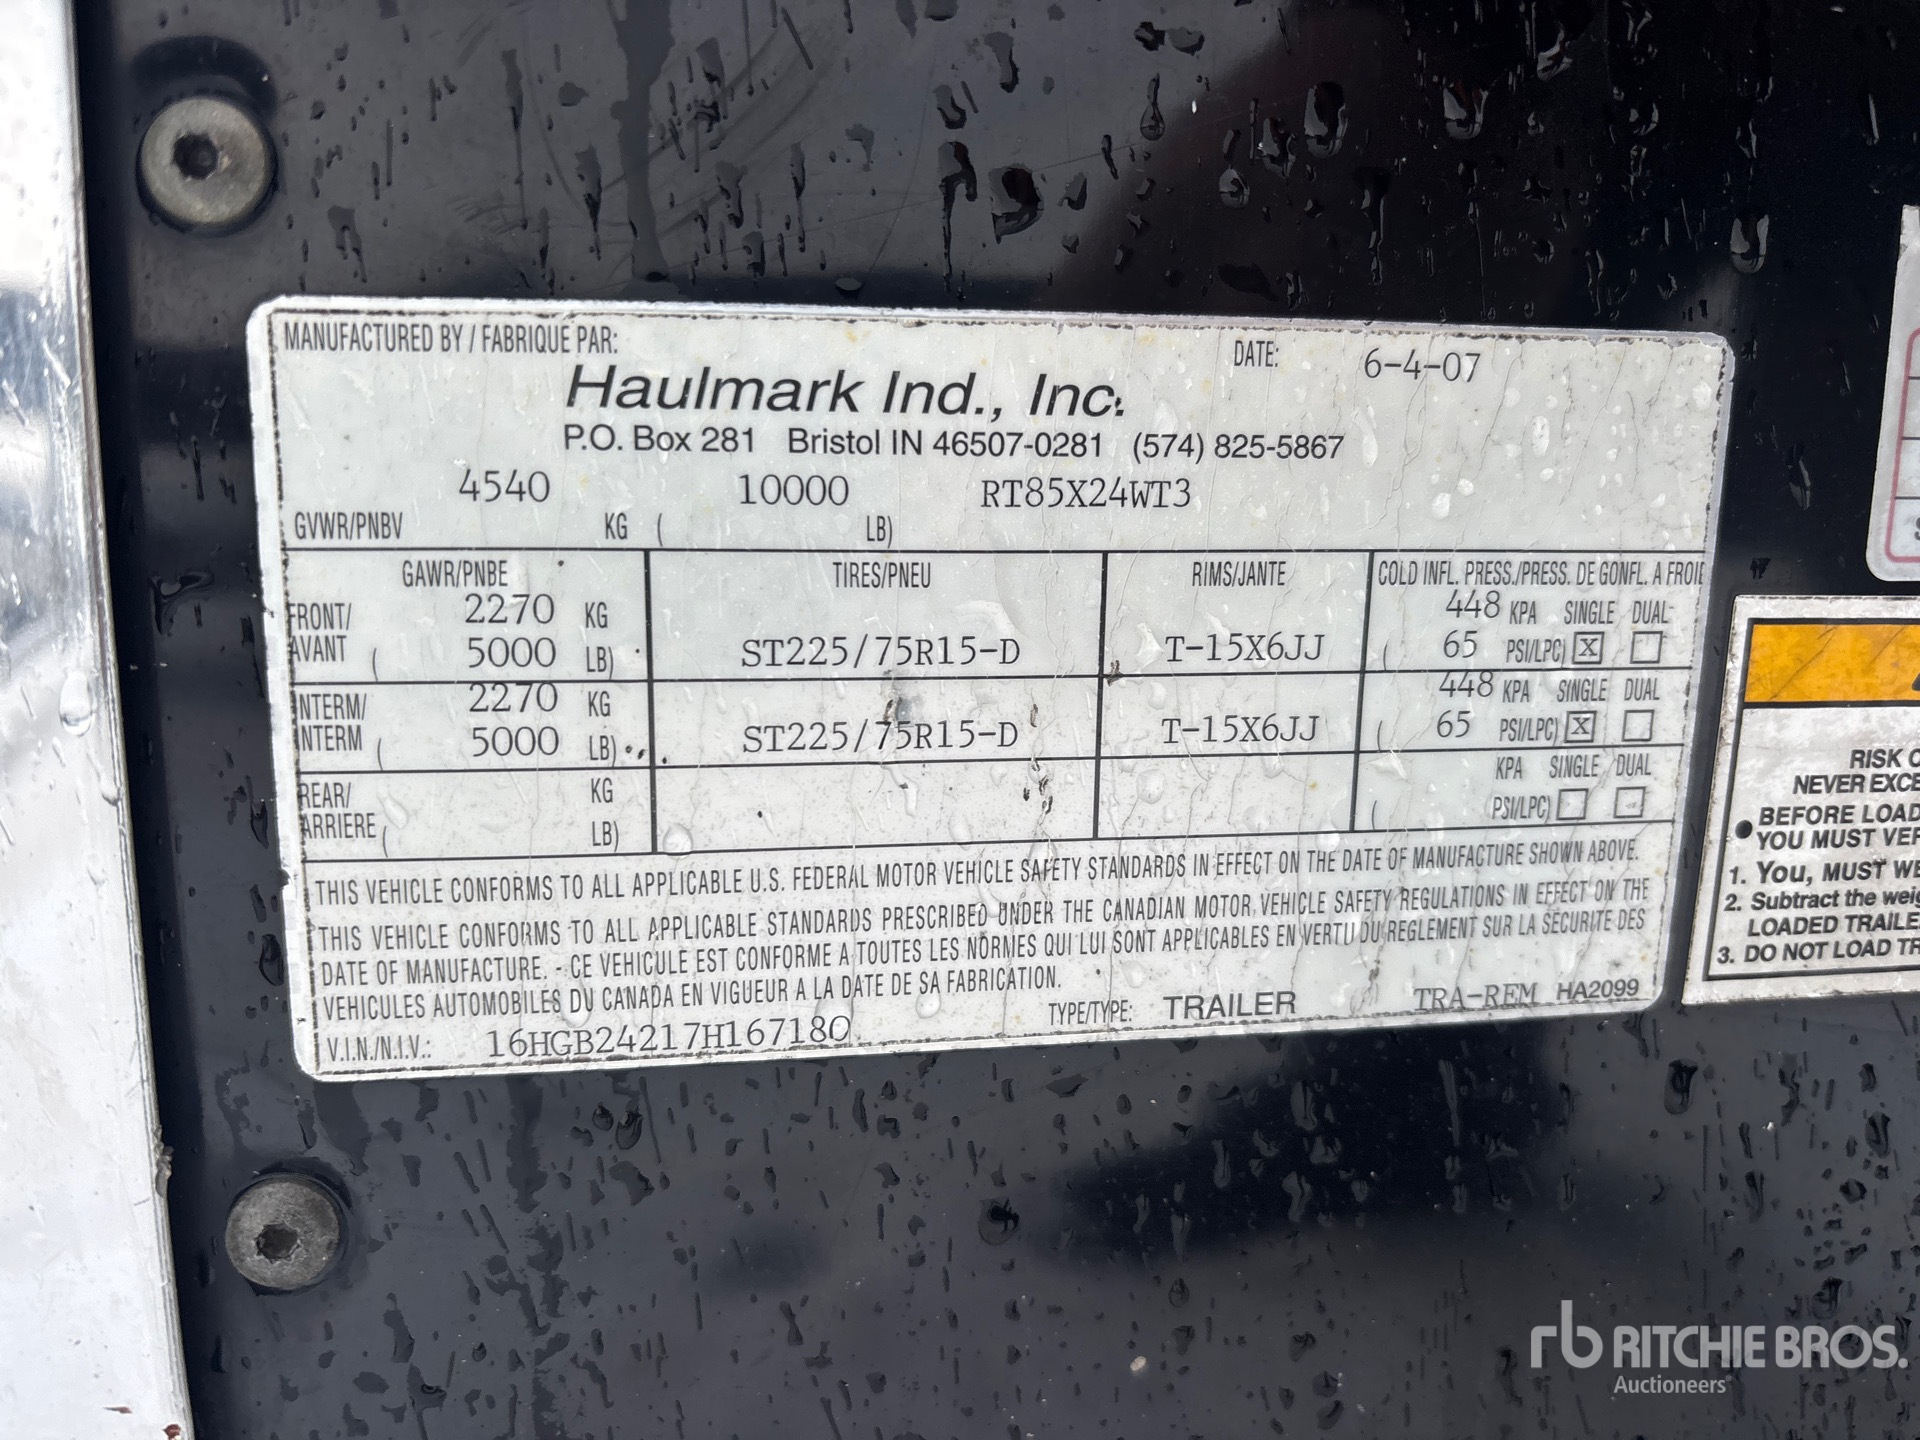 MANUFACTURED BY / FABRIQUE PAR:
DATE: 6-4-07
Haulmark Ind., Inc.
P.O. Box 281 Bristol IN 46507-0281 (574) 825-5867
4540 10000 RT85X24WT3
GVWR/PNBV KG ( LB)
GAWR/PNBE TIRES/PNEU RIMS/JANTE COLD INFL. PRESS./PRESS. DE GONFL. A FROID
FRONT/ 2270 KG 448 KPA SINGLE DUAL
AVANT ( 5000 LB) ST225/75R15-D T-15X6JJ ( 65 PSI/LPC) X
INTERM/ 2270 KG 448 KPA SINGLE DUAL
INTERM ( 5000 LB) ST225/75R15-D T-15X6JJ ( 65 PSI/LPC) X
REAR/ KG KPA SINGLE DUAL
ARRIERE ( LB) ( PSI/LPC)
THIS VEHICLE CONFORMS TO ALL APPLICABLE U.S. FEDERAL MOTOR VEHICLE SAFETY STANDARDS IN EFFECT ON THE DATE OF MANUFACTURE SHOWN ABOVE.
THIS VEHICLE CONFORMS TO ALL APPLICABLE STANDARDS PRESCRIBED UNDER THE CANADIAN MOTOR VEHICLE SAFETY REGULATIONS IN EFFECT ON THE
DATE OF MANUFACTURE. - CE VEHICULE EST CONFORME A TOUTES LES NORMES QUI LUI SONT APPLICABLES EN VERTU DU REGLEMENT SUR LA SECURITE DES
VEHICULES AUTOMOBILES DU CANADA EN VIGUEUR A LA DATE DE SA FABRICATION.
V.I.N./N.I.V.: 16HGB24217H167180 TYPE/TYPE: TRAILER TRA-REM HA2099
RISK
NEVER EXCE
BEFORE LOAD
YOU MUST VER
1. You, MUST WE
2. Subtract the weig
LOADED TRAILE
3. DO NOT LOAD TR
rb RITCHIE BROS.
Auctioneers